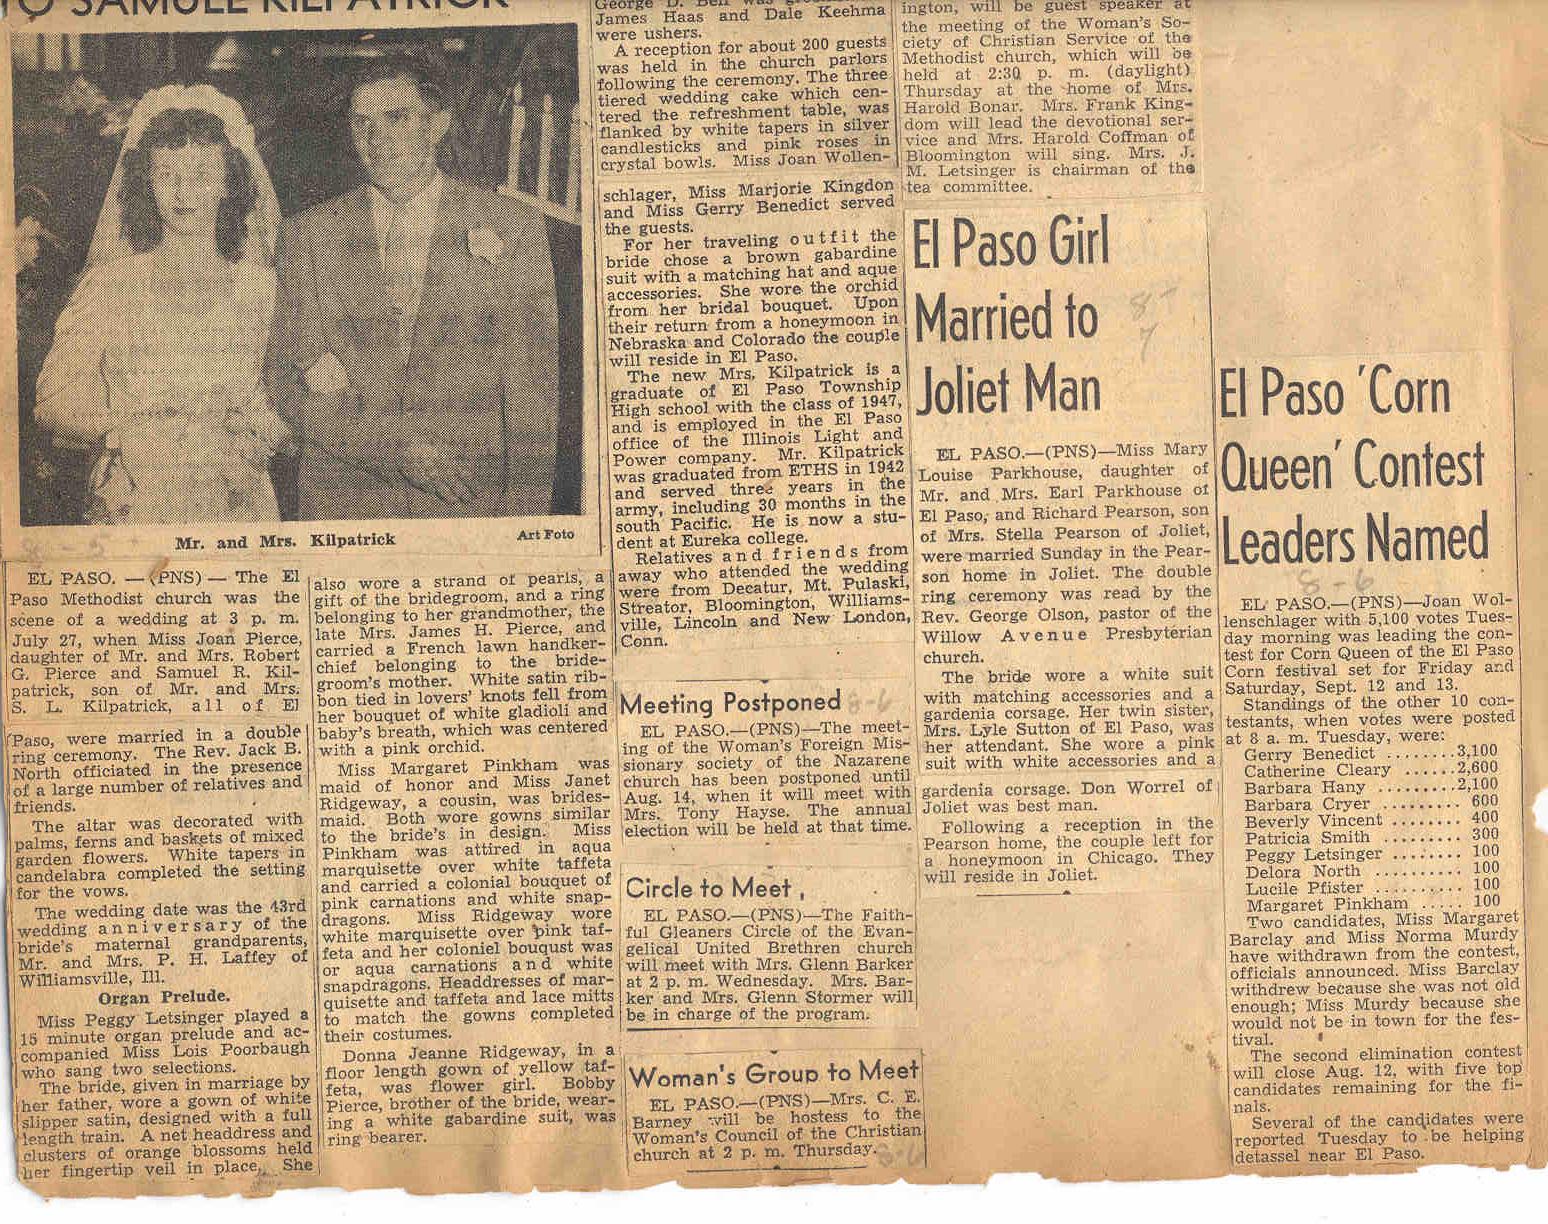 O SAMUEL KILPATRICK
Mr. and Mrs. Kilpatrick
Art Foto
8-5
EL PASO. — (PNS) — The El
Paso Methodist church was the
scene of a wedding at 3 p. m.
July 27, when Miss Joan Pierce,
daughter of Mr. and Mrs. Robert
G. Pierce and Samuel R. Kil-
patrick, son of Mr. and Mrs.
S. L. Kilpatrick, all of El
Paso, were married in a double
ring ceremony. The Rev. Jack B.
North officiated in the presence
of a large number of relatives and
friends.
The altar was decorated with
palms, ferns and baskets of mixed
garden flowers. White tapers in
candelabra completed the setting
for the vows.
The wedding date was the 43rd
wedding anniversary of the
bride's maternal grandparents,
Mr. and Mrs. P. H. Laffey of
Williamsville, Ill.
Organ Prelude.
Miss Peggy Letsinger played a
15 minute organ prelude and ac-
companied Miss Lois Poorbaugh
who sang two selections.
The bride, given in marriage by
her father, wore a gown of white
slipper satin, designed with a full
length train. A net headdress and
clusters of orange blossoms held
her fingertip veil in place. She
also wore a strand of pearls, a
gift of the bridegroom, and a ring
belonging to her grandmother, the
late Mrs. James H. Pierce, and
carried a French lawn handker-
chief belonging to the bride-
groom's mother. White satin rib-
bon tied in lovers' knots fell from
her bouquet of white gladioli and
baby's breath, which was centered
with a pink orchid.
Miss Margaret Pinkham was
maid of honor and Miss Janet
Ridgeway, a cousin, was brides-
maid. Both wore gowns similar
to the bride's in design. Miss
Pinkham was attired in aqua
marquisette over white taffeta
and carried a colonial bouquet of
pink carnations and white snap-
dragons. Miss Ridgeway wore
white marquisette over pink taf-
feta and her coloniel bouqust was
or aqua carnations and white
snapdragons. Headdresses of mar-
quisette and taffeta and lace mitts
to match the gowns completed
their costumes.
Donna Jeanne Ridgeway, in a
floor length gown of yellow taf-
feta, was flower girl. Bobby
Pierce, brother of the bride, wear-
ing a white gabardine suit, was
ring bearer.
George D. Bell was
James Haas and Dale Keehma
were ushers.
A reception for about 200 guests
was held in the church parlors
following the ceremony. The three
tiered wedding cake which cen-
tered the refreshment table, was
flanked by white tapers in silver
candlesticks and pink roses in
crystal bowls. Miss Joan Wollen-
schlager, Miss Marjorie Kingdon
and Miss Gerry Benedict served
the guests.
For her traveling outfit the
bride chose a brown gabardine
suit with a matching hat and aque
accessories. She wore the orchid
from her bridal bouquet. Upon
their return from a honeymoon in
Nebraska and Colorado the couple
will reside in El Paso.
The new Mrs. Kilpatrick is a
graduate of El Paso Township
High school with the class of 1947,
and is employed in the El Paso
office of the Illinois Light and
Power company. Mr. Kilpatrick
was graduated from ETHS in 1942
and served three years in the
army, including 30 months in the
south Pacific. He is now a stu-
dent at Eureka college.
Relatives and friends from
away who attended the wedding
were from Decatur, Mt. Pulaski,
Streator, Bloomington, Williams-
ville, Lincoln and New London,
Conn.
Meeting Postponed
8-6
EL PASO.—(PNS)—The meet-
ing of the Woman's Foreign Mis-
sionary society of the Nazarene
church has been postponed until
Aug. 14, when it will meet with
Mrs. Tony Hayse. The annual
election will be held at that time.
Circle to Meet
EL PASO.—(PNS)—The Faith-
ful Gleaners Circle of the Evan-
gelical United Brethren church
will meet with Mrs. Glenn Barker
at 2 p. m. Wednesday. Mrs. Bar-
ker and Mrs. Glenn Stormer will
be in charge of the program.
Woman's Group to Meet
EL PASO.—(PNS)—Mrs. C. E.
Barney will be hostess to the
Woman's Council of the Christian
church at 2 p. m. Thursday.
8-6
ington, will be guest speaker at
the meeting of the Woman's So-
ciety of Christian Service of the
Methodist church, which will be
held at 2:30 p. m. (daylight)
Thursday at the home of Mrs.
Harold Bonar. Mrs. Frank King-
dom will lead the devotional ser-
vice and Mrs. Harold Coffman of
Bloomington will sing. Mrs. J.
M. Letsinger is chairman of the
tea committee.
El Paso Girl
Married to
Joliet Man
8-
7
EL PASO.—(PNS)—Miss Mary
Louise Parkhouse, daughter of
Mr. and Mrs. Earl Parkhouse of
El Paso, and Richard Pearson, son
of Mrs. Stella Pearson of Joliet,
were married Sunday in the Pear-
son home in Joliet. The double
ring ceremony was read by the
Rev. George Olson, pastor of the
Willow Avenue Presbyterian
church.
The bride wore a white suit
with matching accessories and a
gardenia corsage. Her twin sister,
Mrs. Lyle Sutton of El Paso, was
her attendant. She wore a pink
suit with white accessories and a
gardenia corsage. Don Worrel of
Joliet was best man.
Following a reception in the
Pearson home, the couple left for
a honeymoon in Chicago. They
will reside in Joliet.
El Paso 'Corn
Queen' Contest
Leaders Named
8-6
EL PASO.—(PNS)—Joan Wol-
lenschlager with 5,100 votes Tues-
day morning was leading the con-
test for Corn Queen of the El Paso
Corn festival set for Friday and
Saturday, Sept. 12 and 13.
Standings of the other 10 con-
testants, when votes were posted
at 8 a. m. Tuesday, were:
Gerry Benedict ........3,100
Catherine Cleary ......2,600
Barbara Hany .........2,100
Barbara Cryer ......... 600
Beverly Vincent ........ 400
Patricia Smith ......... 300
Peggy Letsinger ......... 100
Delora North .......... 100
Lucile Pfister .......... 100
Margaret Pinkham ..... 100
Two candidates, Miss Margaret
Barclay and Miss Norma Murdy
have withdrawn from the contest,
officials announced. Miss Barclay
withdrew because she was not old
enough; Miss Murdy because she
would not be in town for the fes-
tival.
The second elimination contest
will close Aug. 12, with five top
candidates remaining for the fi-
nals.
Several of the candidates were
reported Tuesday to be helping
detassel near El Paso.